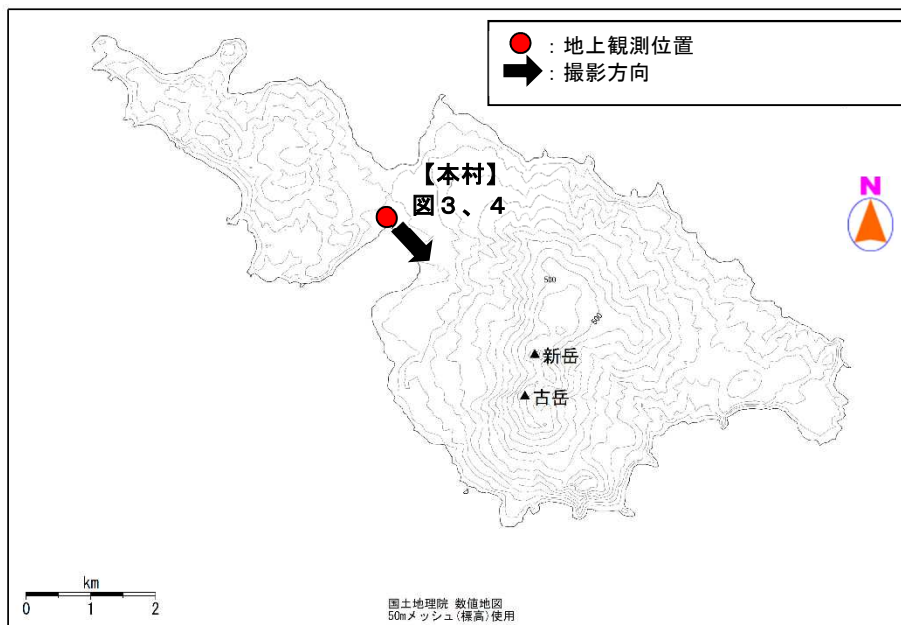 ：地上観測位置
：撮影方向
【本村】
図３、４
N
500
500
▲新岳
▲古岳
km
0 1 2
国土地理院 数値地図
50mメッシュ（標高）使用